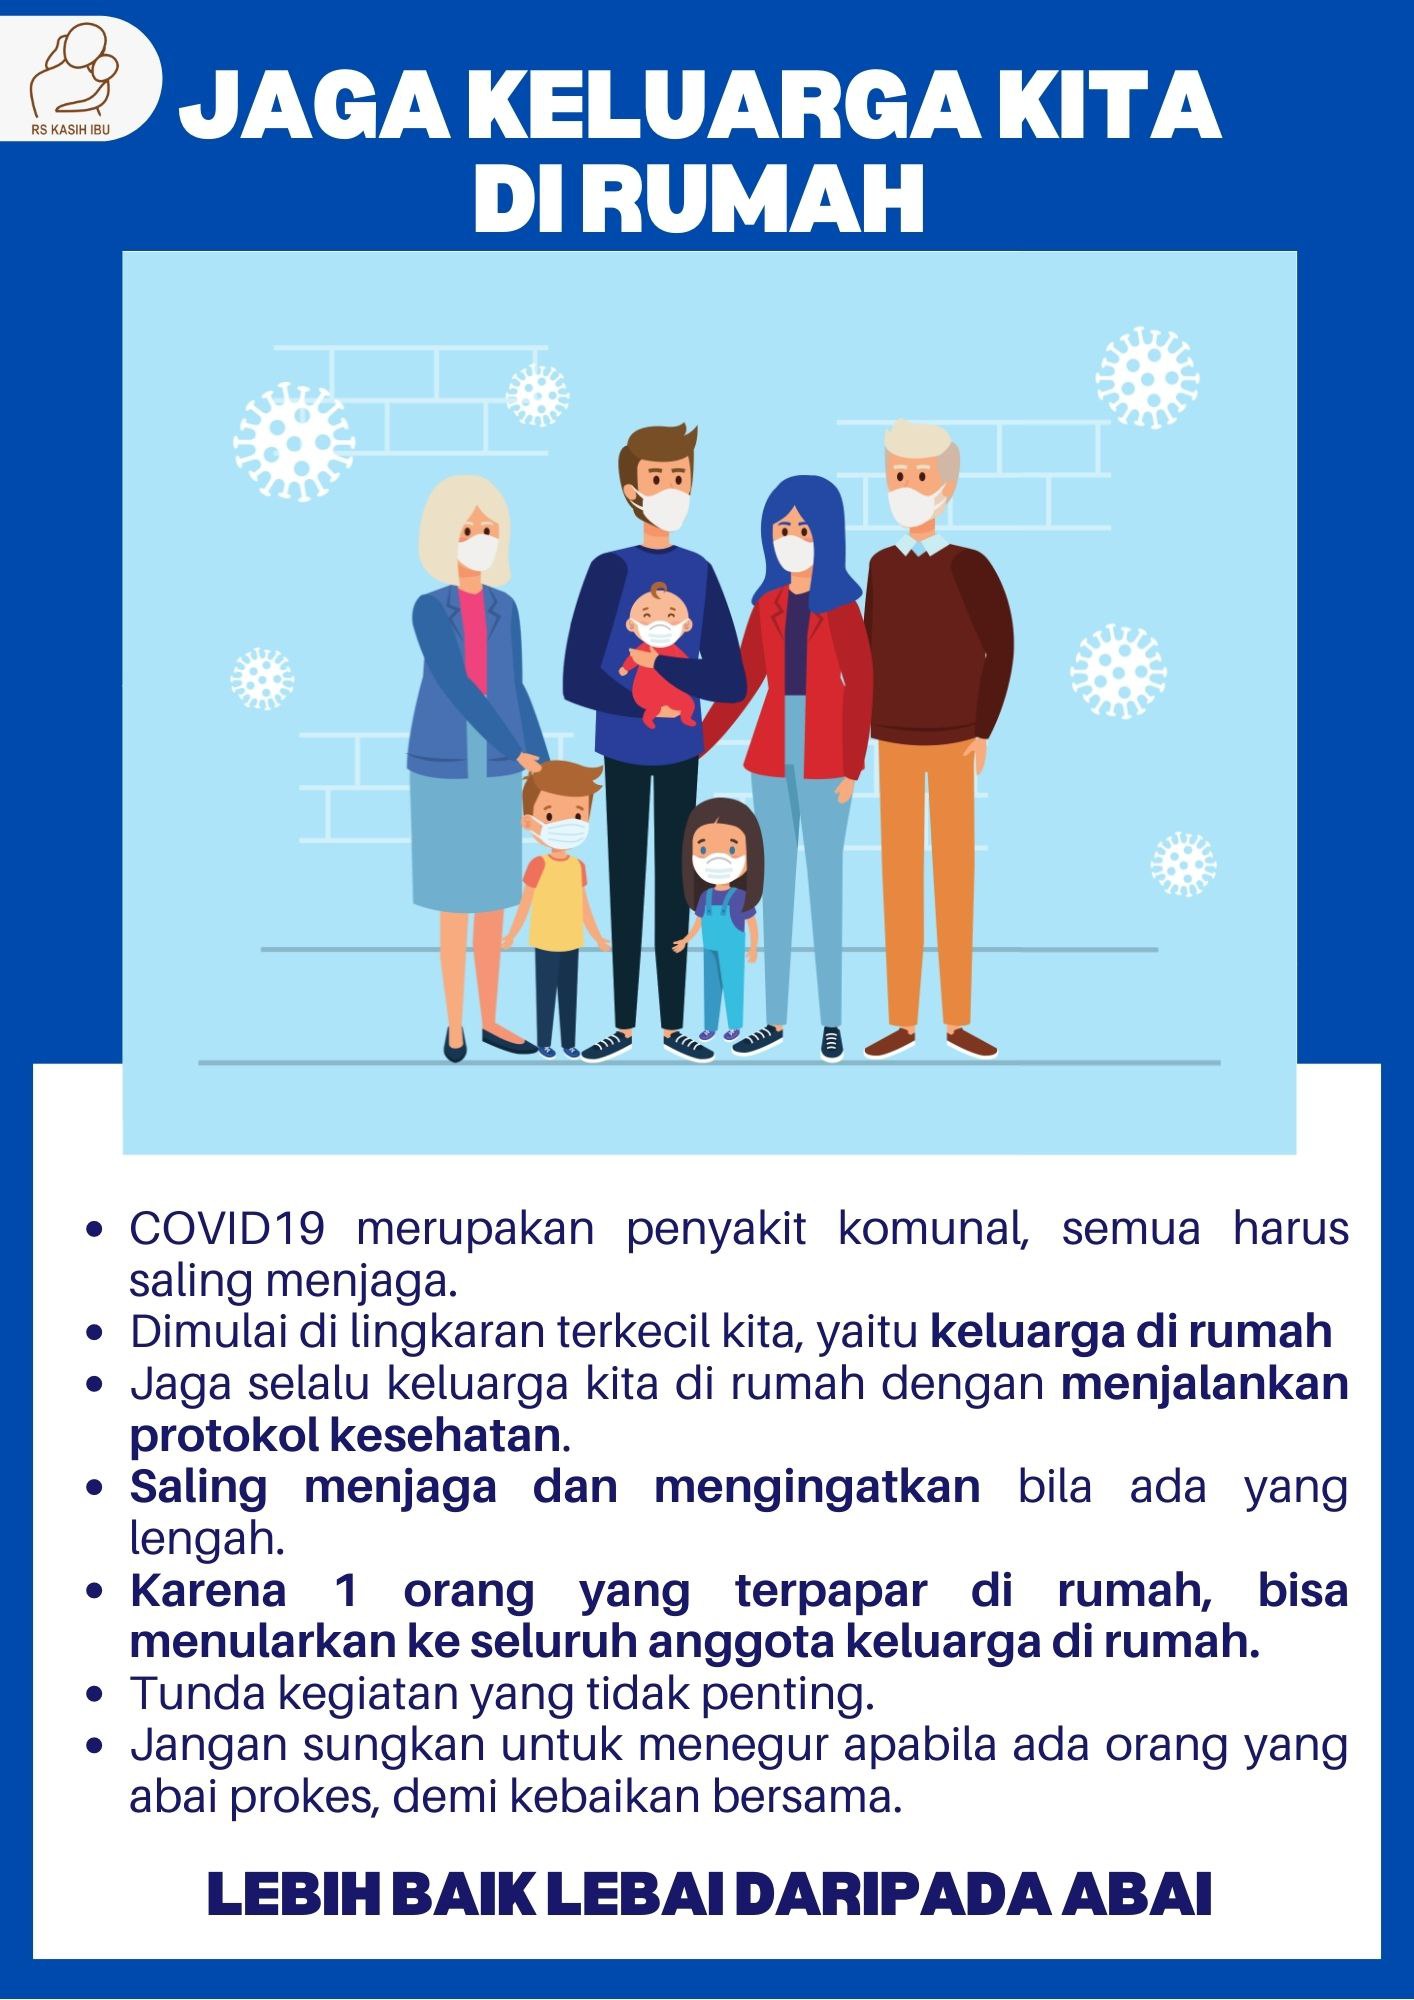 RS KASIH IBU
JAGA KELUARGA KITA
DI RUMAH
• COVID19 merupakan penyakit komunal, semua harus
saling menjaga.
• Dimulai di lingkaran terkecil kita, yaitu keluarga di rumah
• Jaga selalu keluarga kita di rumah dengan menjalankan
protokol kesehatan.
• Saling menjaga dan mengingatkan bila ada yang
lengah.
• Karena 1 orang yang terpapar di rumah, bisa
menularkan ke seluruh anggota keluarga di rumah.
• Tunda kegiatan yang tidak penting.
• Jangan sungkan untuk menegur apabila ada orang yang
abai prokes, demi kebaikan bersama.
LEBIH BAIK LEBAI DARIPADA ABAI